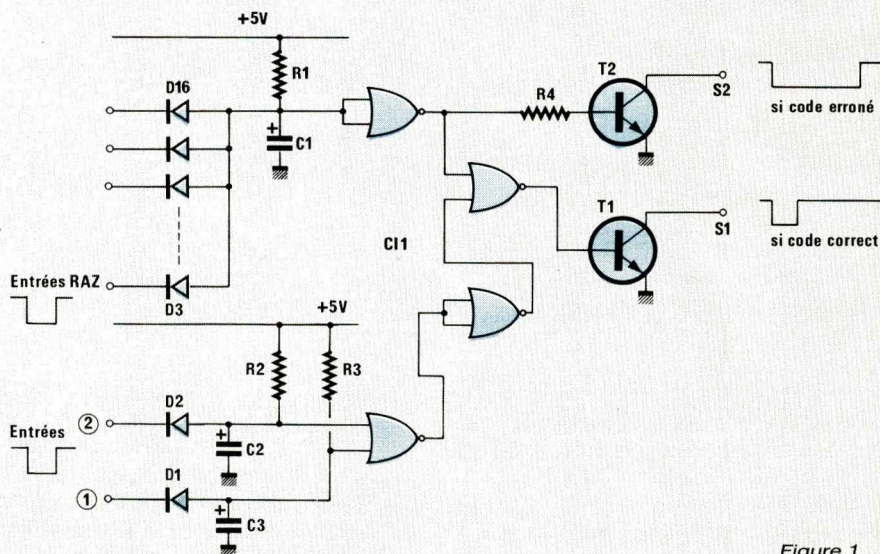 +5V
R1
D16
C1
R4
T2
S2
si code erroné
CI1
T1
S1
si code correct
Entrées RAZ
D3
+5V
R2
R3
D2
Entrées
2
C2
D1
1
C3
Figure 1